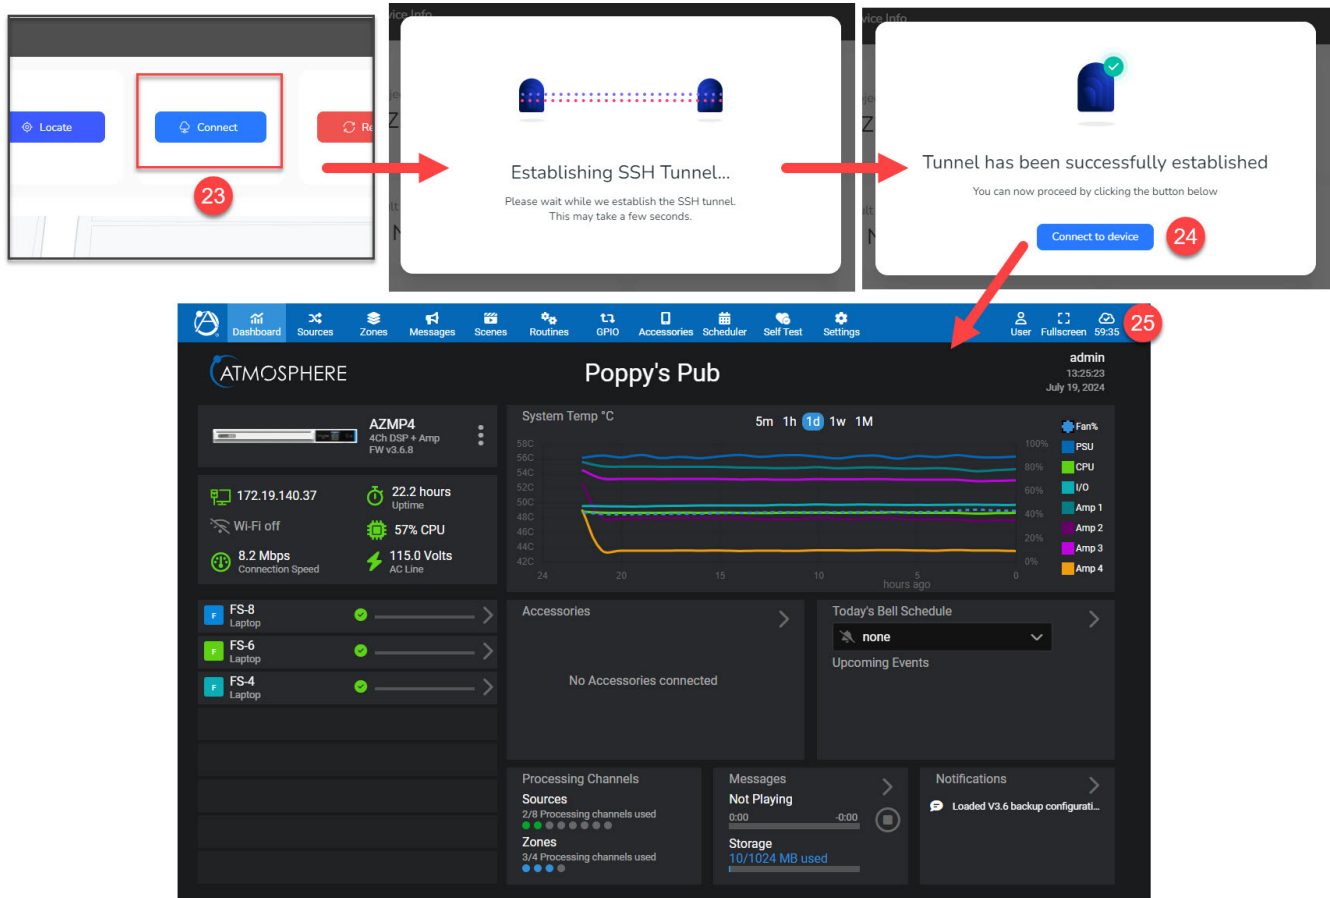 Locate
Connect
Re
23
vice Info
Establishing SSH Tunnel...
Please wait while we establish the SSH tunnel.
This may take a few seconds.
vice Info
Tunnel has been successfully established
You can now proceed by clicking the button below
Connect to device
24
Dashboard
Sources
Zones
Messages
Scenes
Routines
GPIO
Accessories
Scheduler
Self Test
Settings
User
Fullscreen
59:35
25
ATMOSPHERE
Poppy's Pub
admin
13:25:23
July 19, 2024
AZMP4
4Ch DSP + Amp
FW v3.6.8
172.19.140.37
22.2 hours
Uptime
Wi-Fi off
57% CPU
8.2 Mbps
Connection Speed
115.0 Volts
AC Line
System Temp °C
5m 1h 1d 1w 1M
58C
56C
54C
52C
50C
48C
46C
44C
42C
100%
80%
60%
40%
20%
0%
24 20 15 10 5 0
hours ago
Fan%
PSU
CPU
I/O
Amp 1
Amp 2
Amp 3
Amp 4
F
FS-8
Laptop
F
FS-6
Laptop
F
FS-4
Laptop
Accessories
No Accessories connected
Today's Bell Schedule
none
Upcoming Events
Processing Channels
Sources
2/8 Processing channels used
Zones
3/4 Processing channels used
Messages
Not Playing
0:00 -0:00
Storage
10/1024 MB used
Notifications
Loaded V3.6 backup configurati...